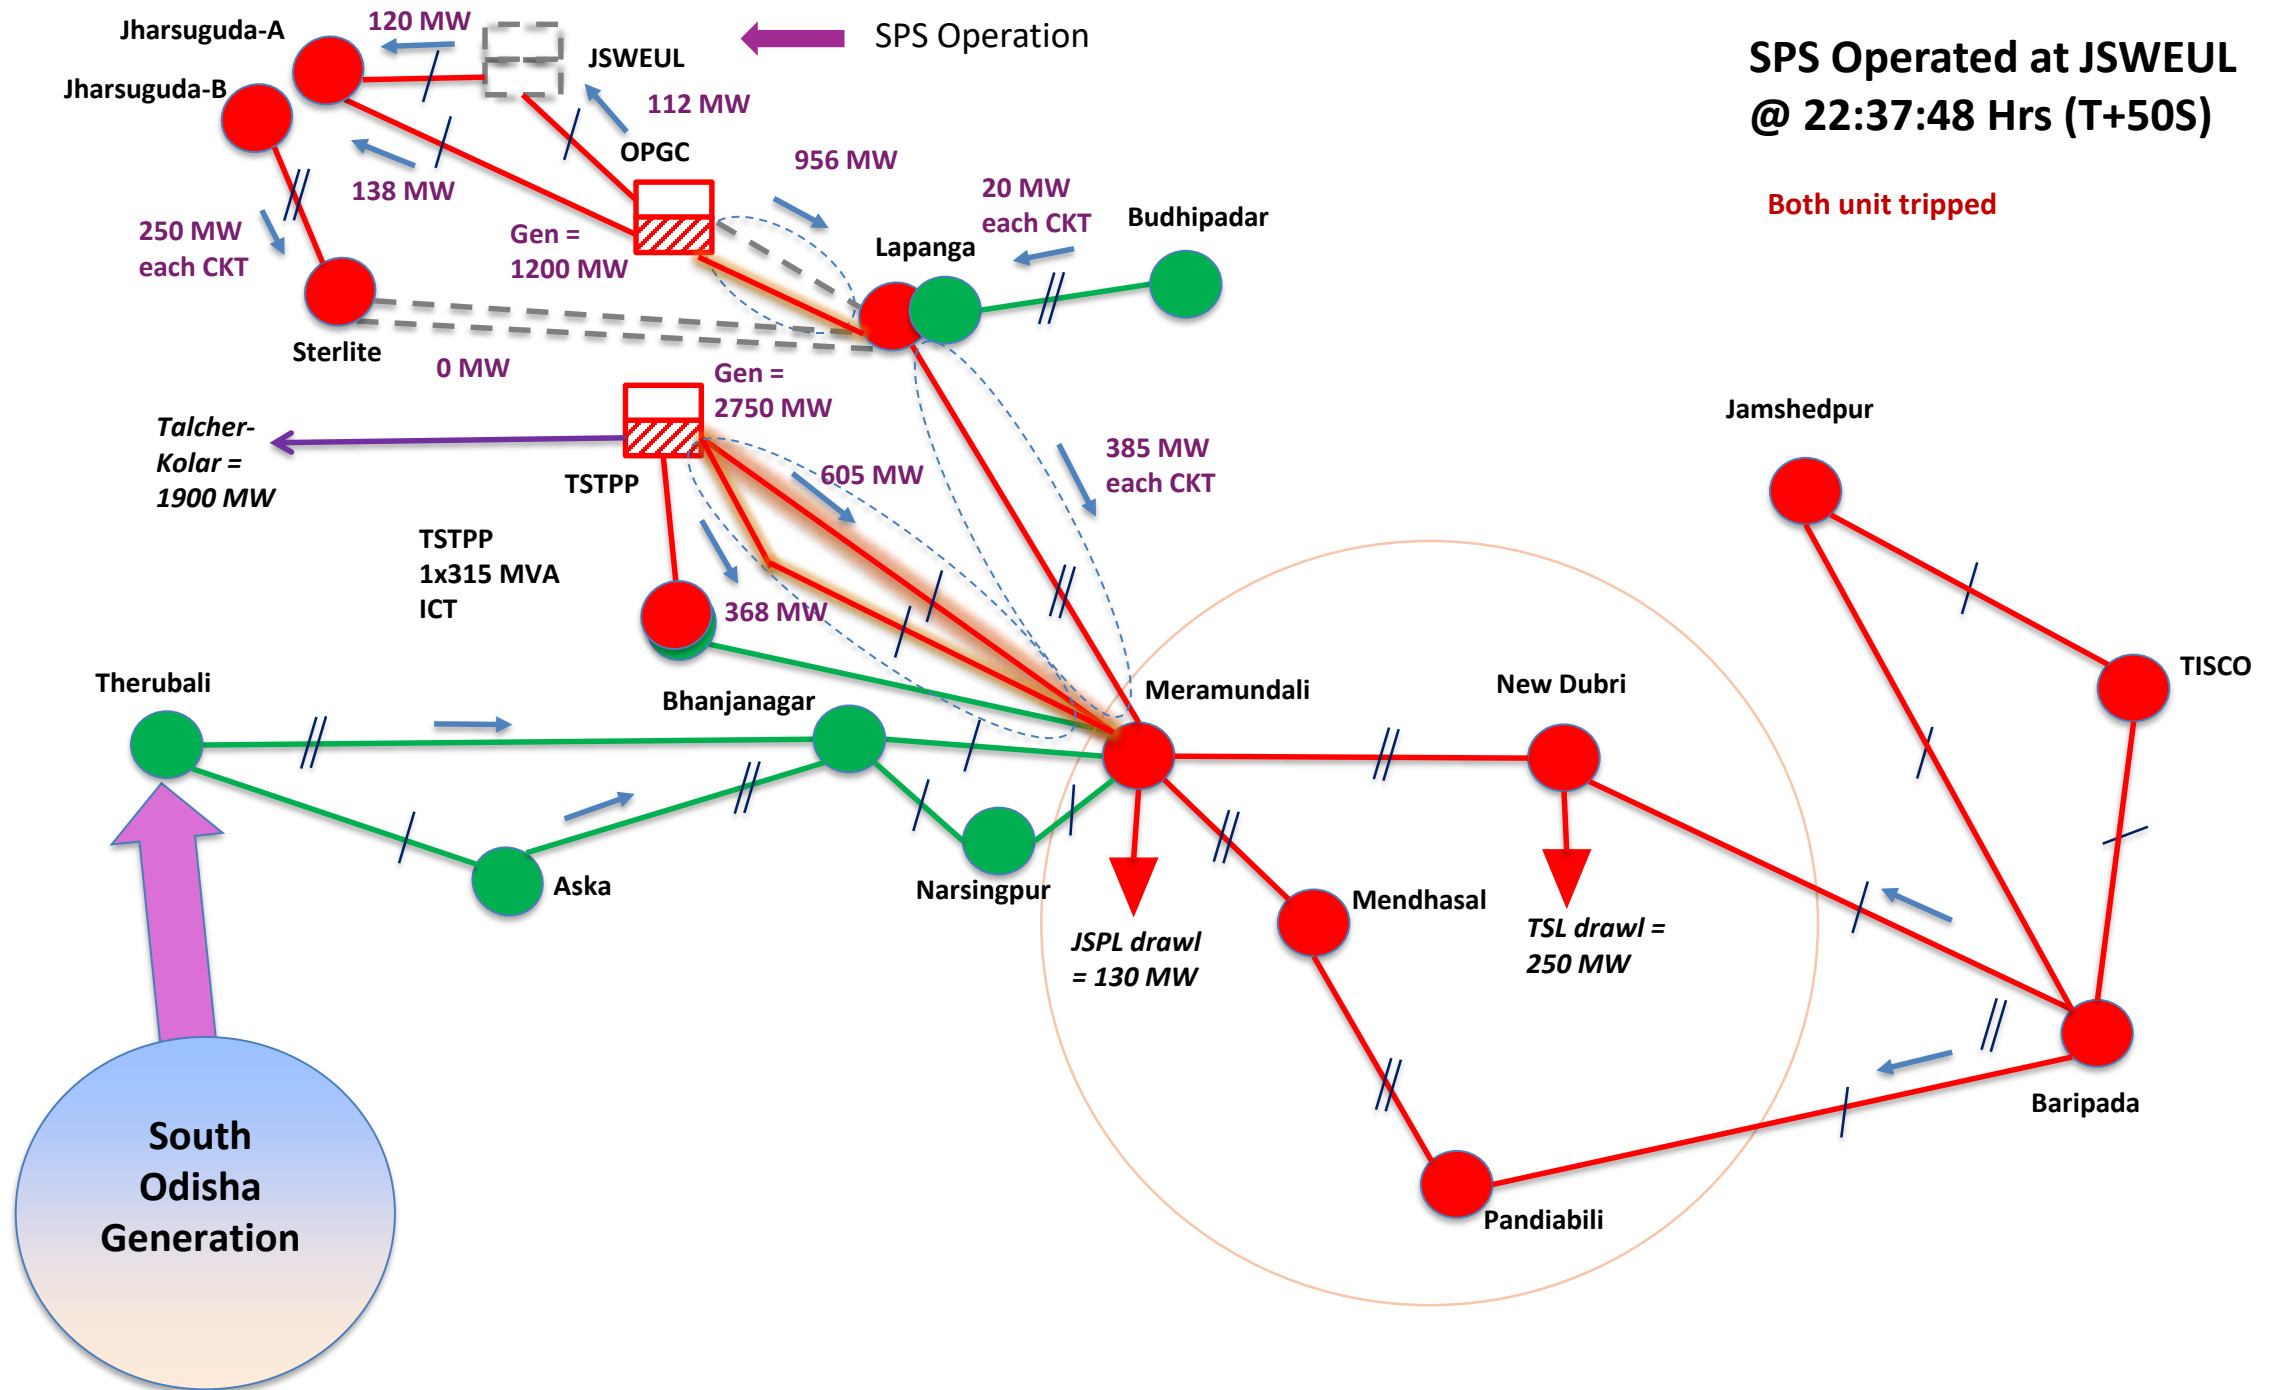 Jharsuguda-A
120 MW
SPS Operation
SPS Operated at JSWEUL
@ 22:37:48 Hrs (T+50S)
JSWEUL
Jharsuguda-B
112 MW
OPGC
956 MW
138 MW
20 MW
each CKT
Both unit tripped
Budhipadar
250 MW
each CKT
Gen =
1200 MW
Lapanga
Sterlite
0 MW
Gen =
2750 MW
Talcher-
Kolar =
1900 MW
TSTPP
605 MW
385 MW
each CKT
Jamshedpur
TSTPP
1x315 MVA
ICT
368 MW
Therubali
Bhanjanagar
Meramundali
New Dubri
TISCO
Aska
Narsingpur
Mendhasal
JSPL drawl
= 130 MW
TSL drawl =
250 MW
Baripada
South
Odisha
Generation
Pandiabili